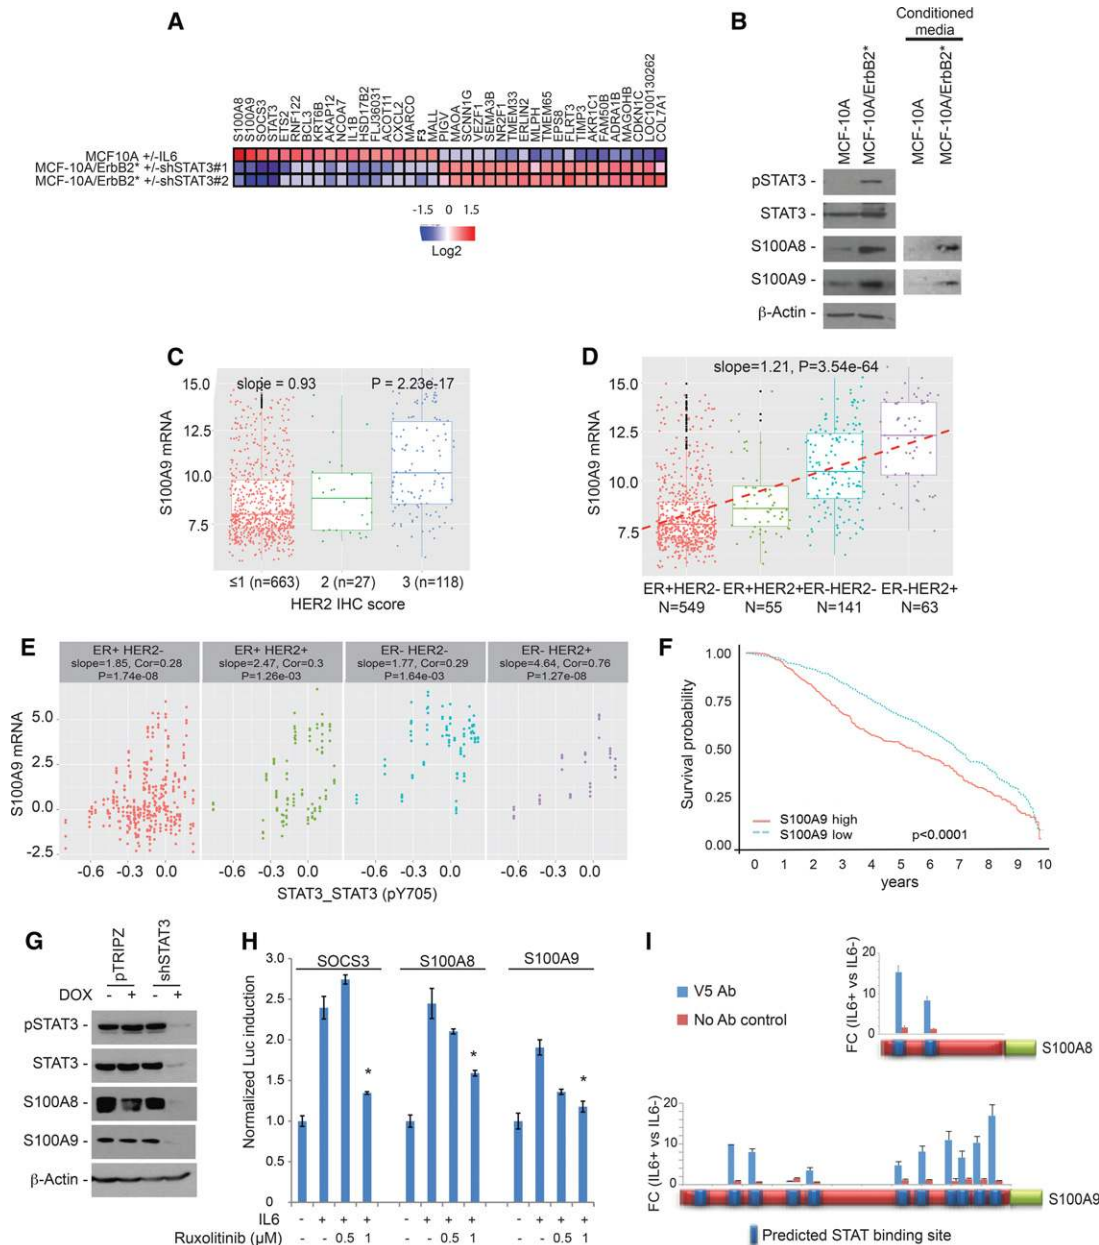 A
S100A8
S100A9
SOCS3
STAT3
ETS2
RNF122
BCL3
KRT6B
AKAP12
NCOA7
IL1B
HSD17B2
FLJ36031
ACOT11
CXCL2
MARCO
F3
MALL
PIGV
MAOA
SCNN1G
VEZF1
SEMA3B
NR2F1
TMEM33
ERLIN2
MLPH
TMEM65
EPS8
FLRT3
TIMP3
AKR1C1
FAM50B
ADRA1B
MAGOHB
CDKN1C
LOC100130262
COL7A1
MCF10A +/-IL6
MCF-10A/ErbB2* +/-shSTAT3#1
MCF-10A/ErbB2* +/-shSTAT3#2
-1.5 0 1.5
Log2
B
Conditioned
media
MCF-10A
MCF-10A/ErbB2*
MCF-10A
MCF-10A/ErbB2*
pSTAT3 -
STAT3 -
S100A8 -
S100A9 -
β-Actin -
C
slope = 0.93 P = 2.23e-17
S100A9 mRNA
15.0
12.5
10.0
7.5
≤1 (n=663) 2 (n=27) 3 (n=118)
HER2 IHC score
D
slope=1.21, P=3.54e-64
S100A9 mRNA
15.0
12.5
10.0
7.5
ER+HER2- ER+HER2+ ER-HER2- ER-HER2+
N=549 N=55 N=141 N=63
E
ER+ HER2-
slope=1.85, Cor=0.28
P=1.74e-08
ER+ HER2+
slope=2.47, Cor=0.3
P=1.26e-03
ER- HER2-
slope=1.77, Cor=0.29
P=1.64e-03
ER- HER2+
slope=4.64, Cor=0.76
P=1.27e-08
S100A9 mRNA
5.0
2.5
0.0
-2.5
-0.6 -0.3 0.0 -0.6 -0.3 0.0 -0.6 -0.3 0.0 -0.6 -0.3 0.0
STAT3_STAT3 (pY705)
F
Survival probability
1.00
0.75
0.50
0.25
0.00
S100A9 high
S100A9 low
p<0.0001
0 1 2 3 4 5 6 7 8 9 10
years
G
pTRIPZ
shSTAT3
DOX - + - +
pSTAT3 -
STAT3 -
S100A8 -
S100A9 -
β-Actin -
H
SOCS3 S100A8 S100A9
Normalized Luc induction
3.0
2.5
2.0
1.5
1.0
0.5
0.0
* * *
- + + + - + + + - + + +
IL6
Ruxolitinib (μM) - - 0.5 1 - - 0.5 1 - - 0.5 1
I
V5 Ab
No Ab control
FC (IL6+ vs IL6-)
20
10
0
S100A8
FC (IL6+ vs IL6-)
20
10
0
S100A9
Predicted STAT binding site